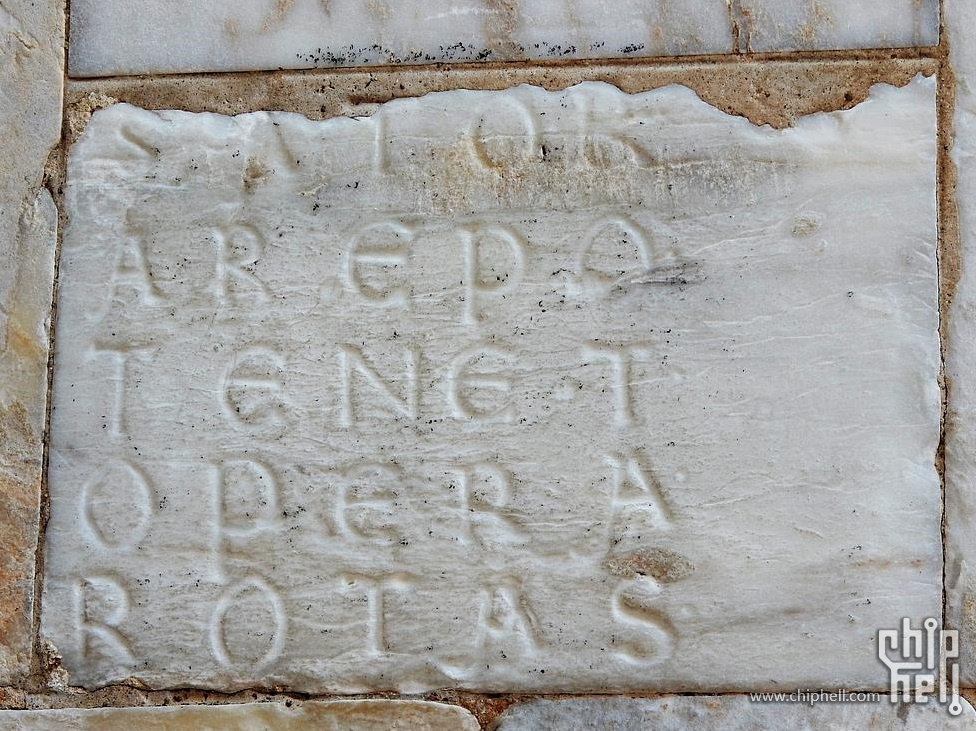 SATOR
AREPO
TENET
OPERA
ROTAS
www.chiphell.com
chip
hell